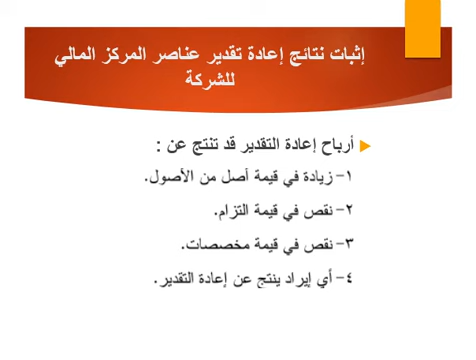 إثبات نتائج إعادة تقدير عناصر المركز المالي
للشركة
أرباح إعادة التقدير قد تنتج عن :
١- زيادة في قيمة أصل من الأصول.
٢- نقص في قيمة التزام.
٣- نقص في قيمة مخصصات.
٤- أي إيراد ينتج عن إعادة التقدير.